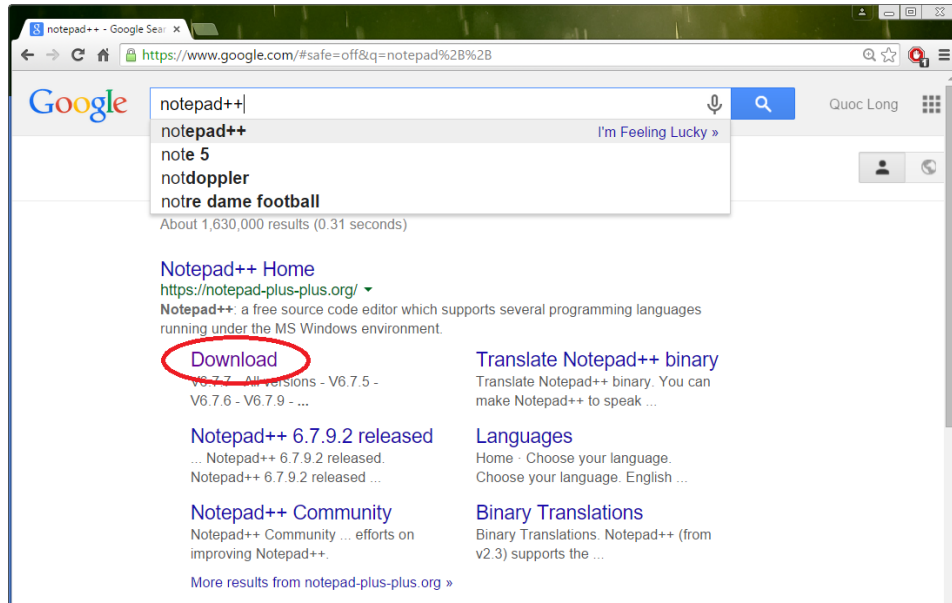 notepad++ - Google Sear
https://www.google.com/#safe=off&q=notepad%2B%2B
1
Google
notepad++
Quoc Long
notepad++ I'm Feeling Lucky »
note 5
notdoppler
notre dame football
About 1,630,000 results (0.31 seconds)
Notepad++ Home
https://notepad-plus-plus.org/
Notepad++: a free source code editor which supports several programming languages
running under the MS Windows environment.
Download
V6.7.7 - All versions - V6.7.5 -
V6.7.6 - V6.7.9 - ...
Translate Notepad++ binary
Translate Notepad++ binary. You can
make Notepad++ to speak ...
Notepad++ 6.7.9.2 released
... Notepad++ 6.7.9.2 released.
Notepad++ 6.7.9.2 released ...
Languages
Home · Choose your language.
Choose your language. English ...
Notepad++ Community
Notepad++ Community ... efforts on
improving Notepad++.
Binary Translations
Binary Translations. Notepad++ (from
v2.3) supports the ...
More results from notepad-plus-plus.org »